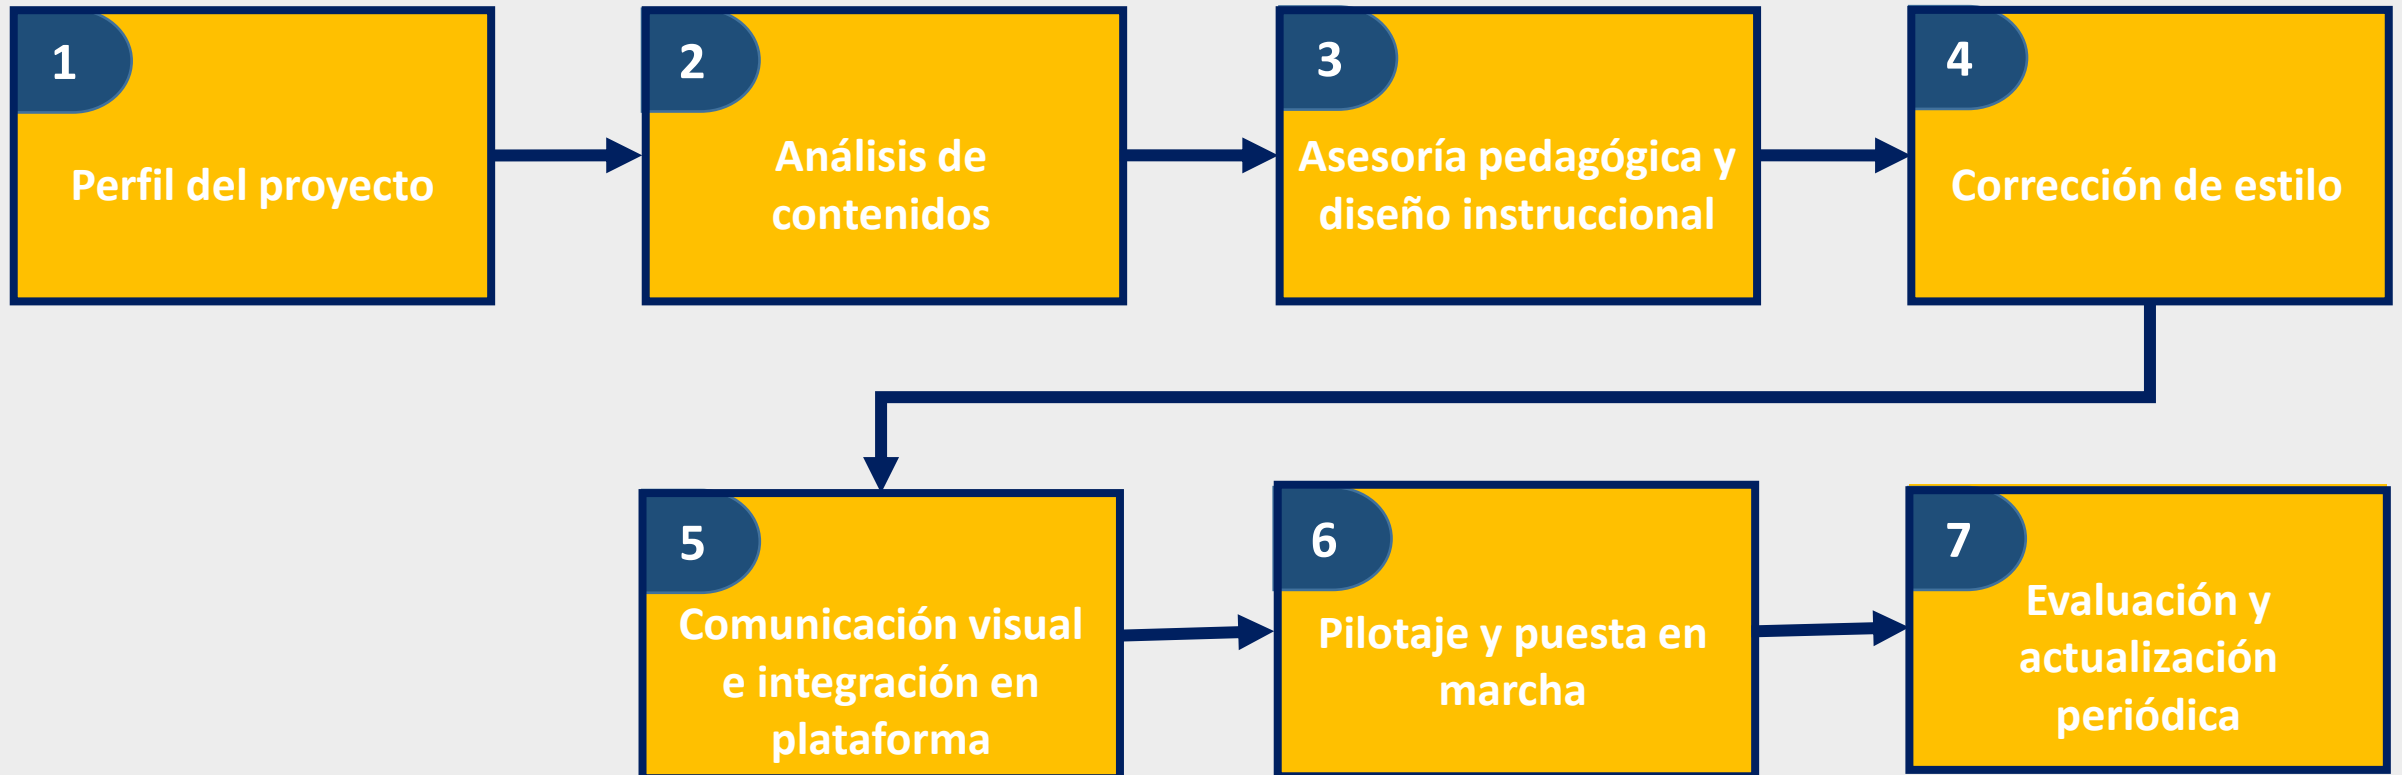 1
Perfil del proyecto
2
Análisis de
contenidos
3
Asesoría pedagógica y
diseño instruccional
4
Corrección de estilo
5
Comunicación visual
e integración en
plataforma
6
Pilotaje y puesta en
marcha
7
Evaluación y
actualización
periódica